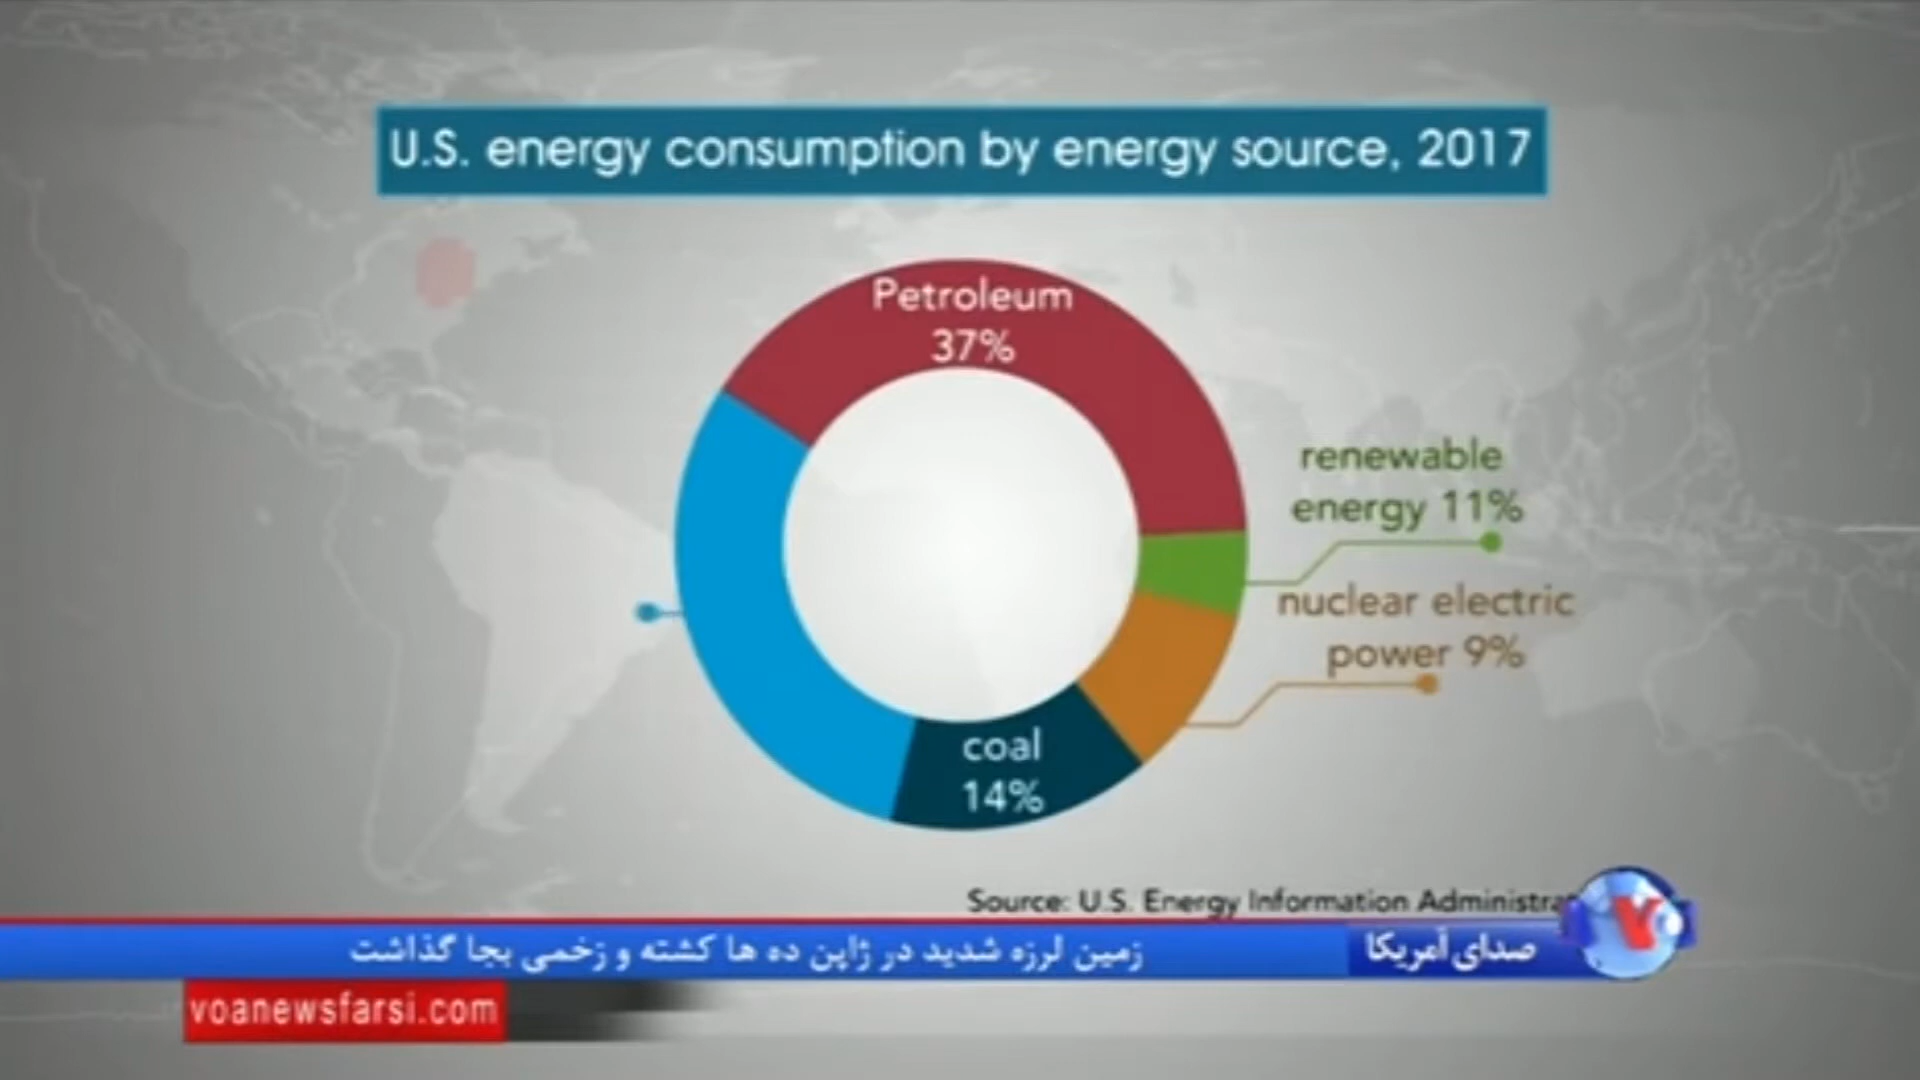 U.S. energy consumption by energy source, 2017
Petroleum
37%
renewable
energy 11%
nuclear electric
power 9%
coal
14%
Source: U.S. Energy Information
صدای آمریکا
زمین لرزه شدید در ژاپن ده ها کشته و زخمی بجا گذاشت
voanewsfarsi.com